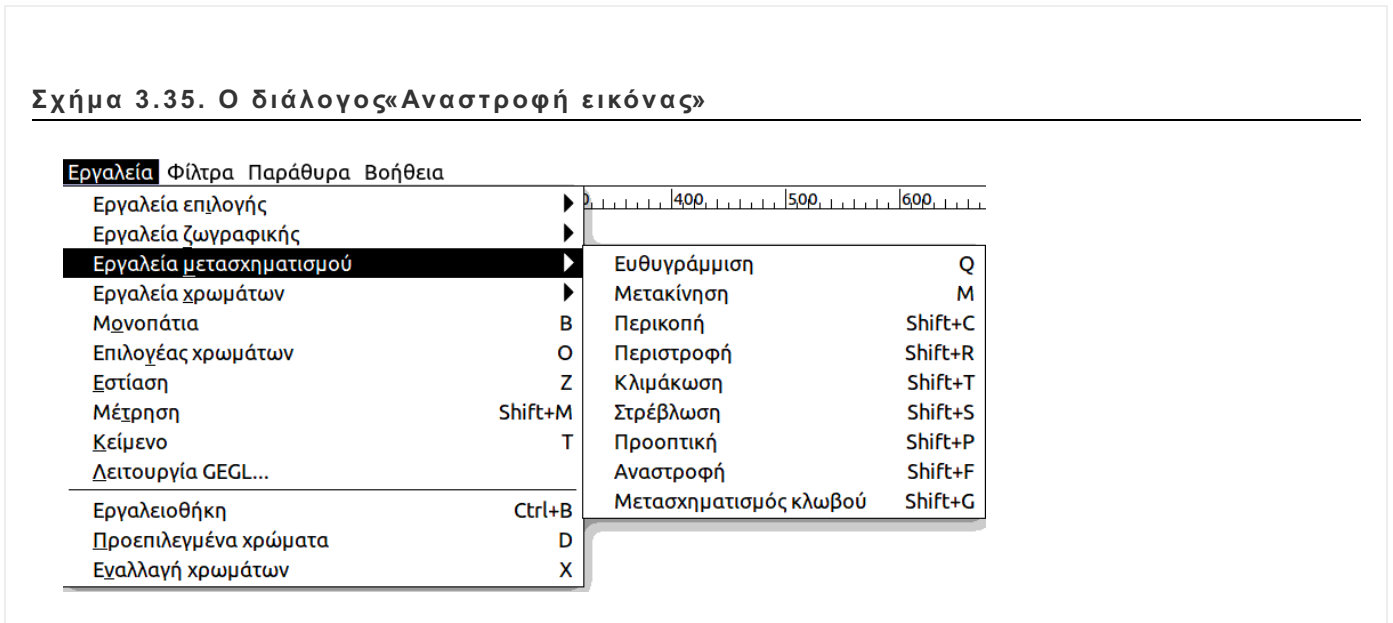 Σχήμα 3.35. Ο διάλογος«Αναστροφή εικόνας»
Εργαλεία Φίλτρα Παράθυρα Βοήθεια
400 500 600
Εργαλεία επιλογής
Εργαλεία ζωγραφικής
Εργαλεία μετασχηματισμού
Εργαλεία χρωμάτων
Μονοπάτια B
Επιλογέας χρωμάτων O
Εστίαση Z
Μέτρηση Shift+M
Κείμενο T
Λειτουργία GEGL...
Εργαλειοθήκη Ctrl+B
Προεπιλεγμένα χρώματα D
Εναλλαγή χρωμάτων X
Ευθυγράμμιση Q
Μετακίνηση M
Περικοπή Shift+C
Περιστροφή Shift+R
Κλιμάκωση Shift+T
Στρέβλωση Shift+S
Προοπτική Shift+P
Αναστροφή Shift+F
Μετασχηματισμός κλωβού Shift+G